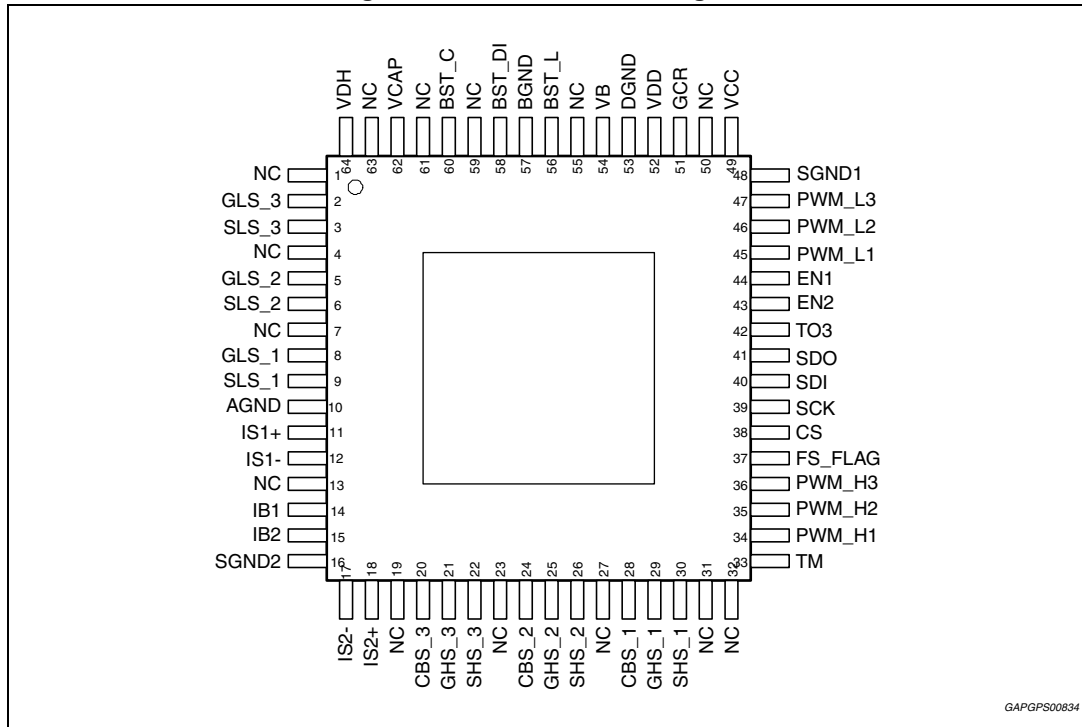 VDH
NC
VCAP
NC
BST_C
NC
BST_DI
BGND
BST_L
NC
VB
DGND
VDD
GCR
NC
VCC
64
63
62
61
60
59
58
57
56
55
54
53
52
51
50
49
NC 1
GLS_3 2
SLS_3 3
NC 4
GLS_2 5
SLS_2 6
NC 7
GLS_1 8
SLS_1 9
AGND 10
IS1+ 11
IS1- 12
NC 13
IB1 14
IB2 15
SGND2 16
48 SGND1
47 PWM_L3
46 PWM_L2
45 PWM_L1
44 EN1
43 EN2
42 TO3
41 SDO
40 SDI
39 SCK
38 CS
37 FS_FLAG
36 PWM_H3
35 PWM_H2
34 PWM_H1
33 TM
17
18
19
20
21
22
23
24
25
26
27
28
29
30
31
32
IS2-
IS2+
NC
CBS_3
GHS_3
SHS_3
NC
CBS_2
GHS_2
SHS_2
NC
CBS_1
GHS_1
SHS_1
NC
NC
GAPGPS00834